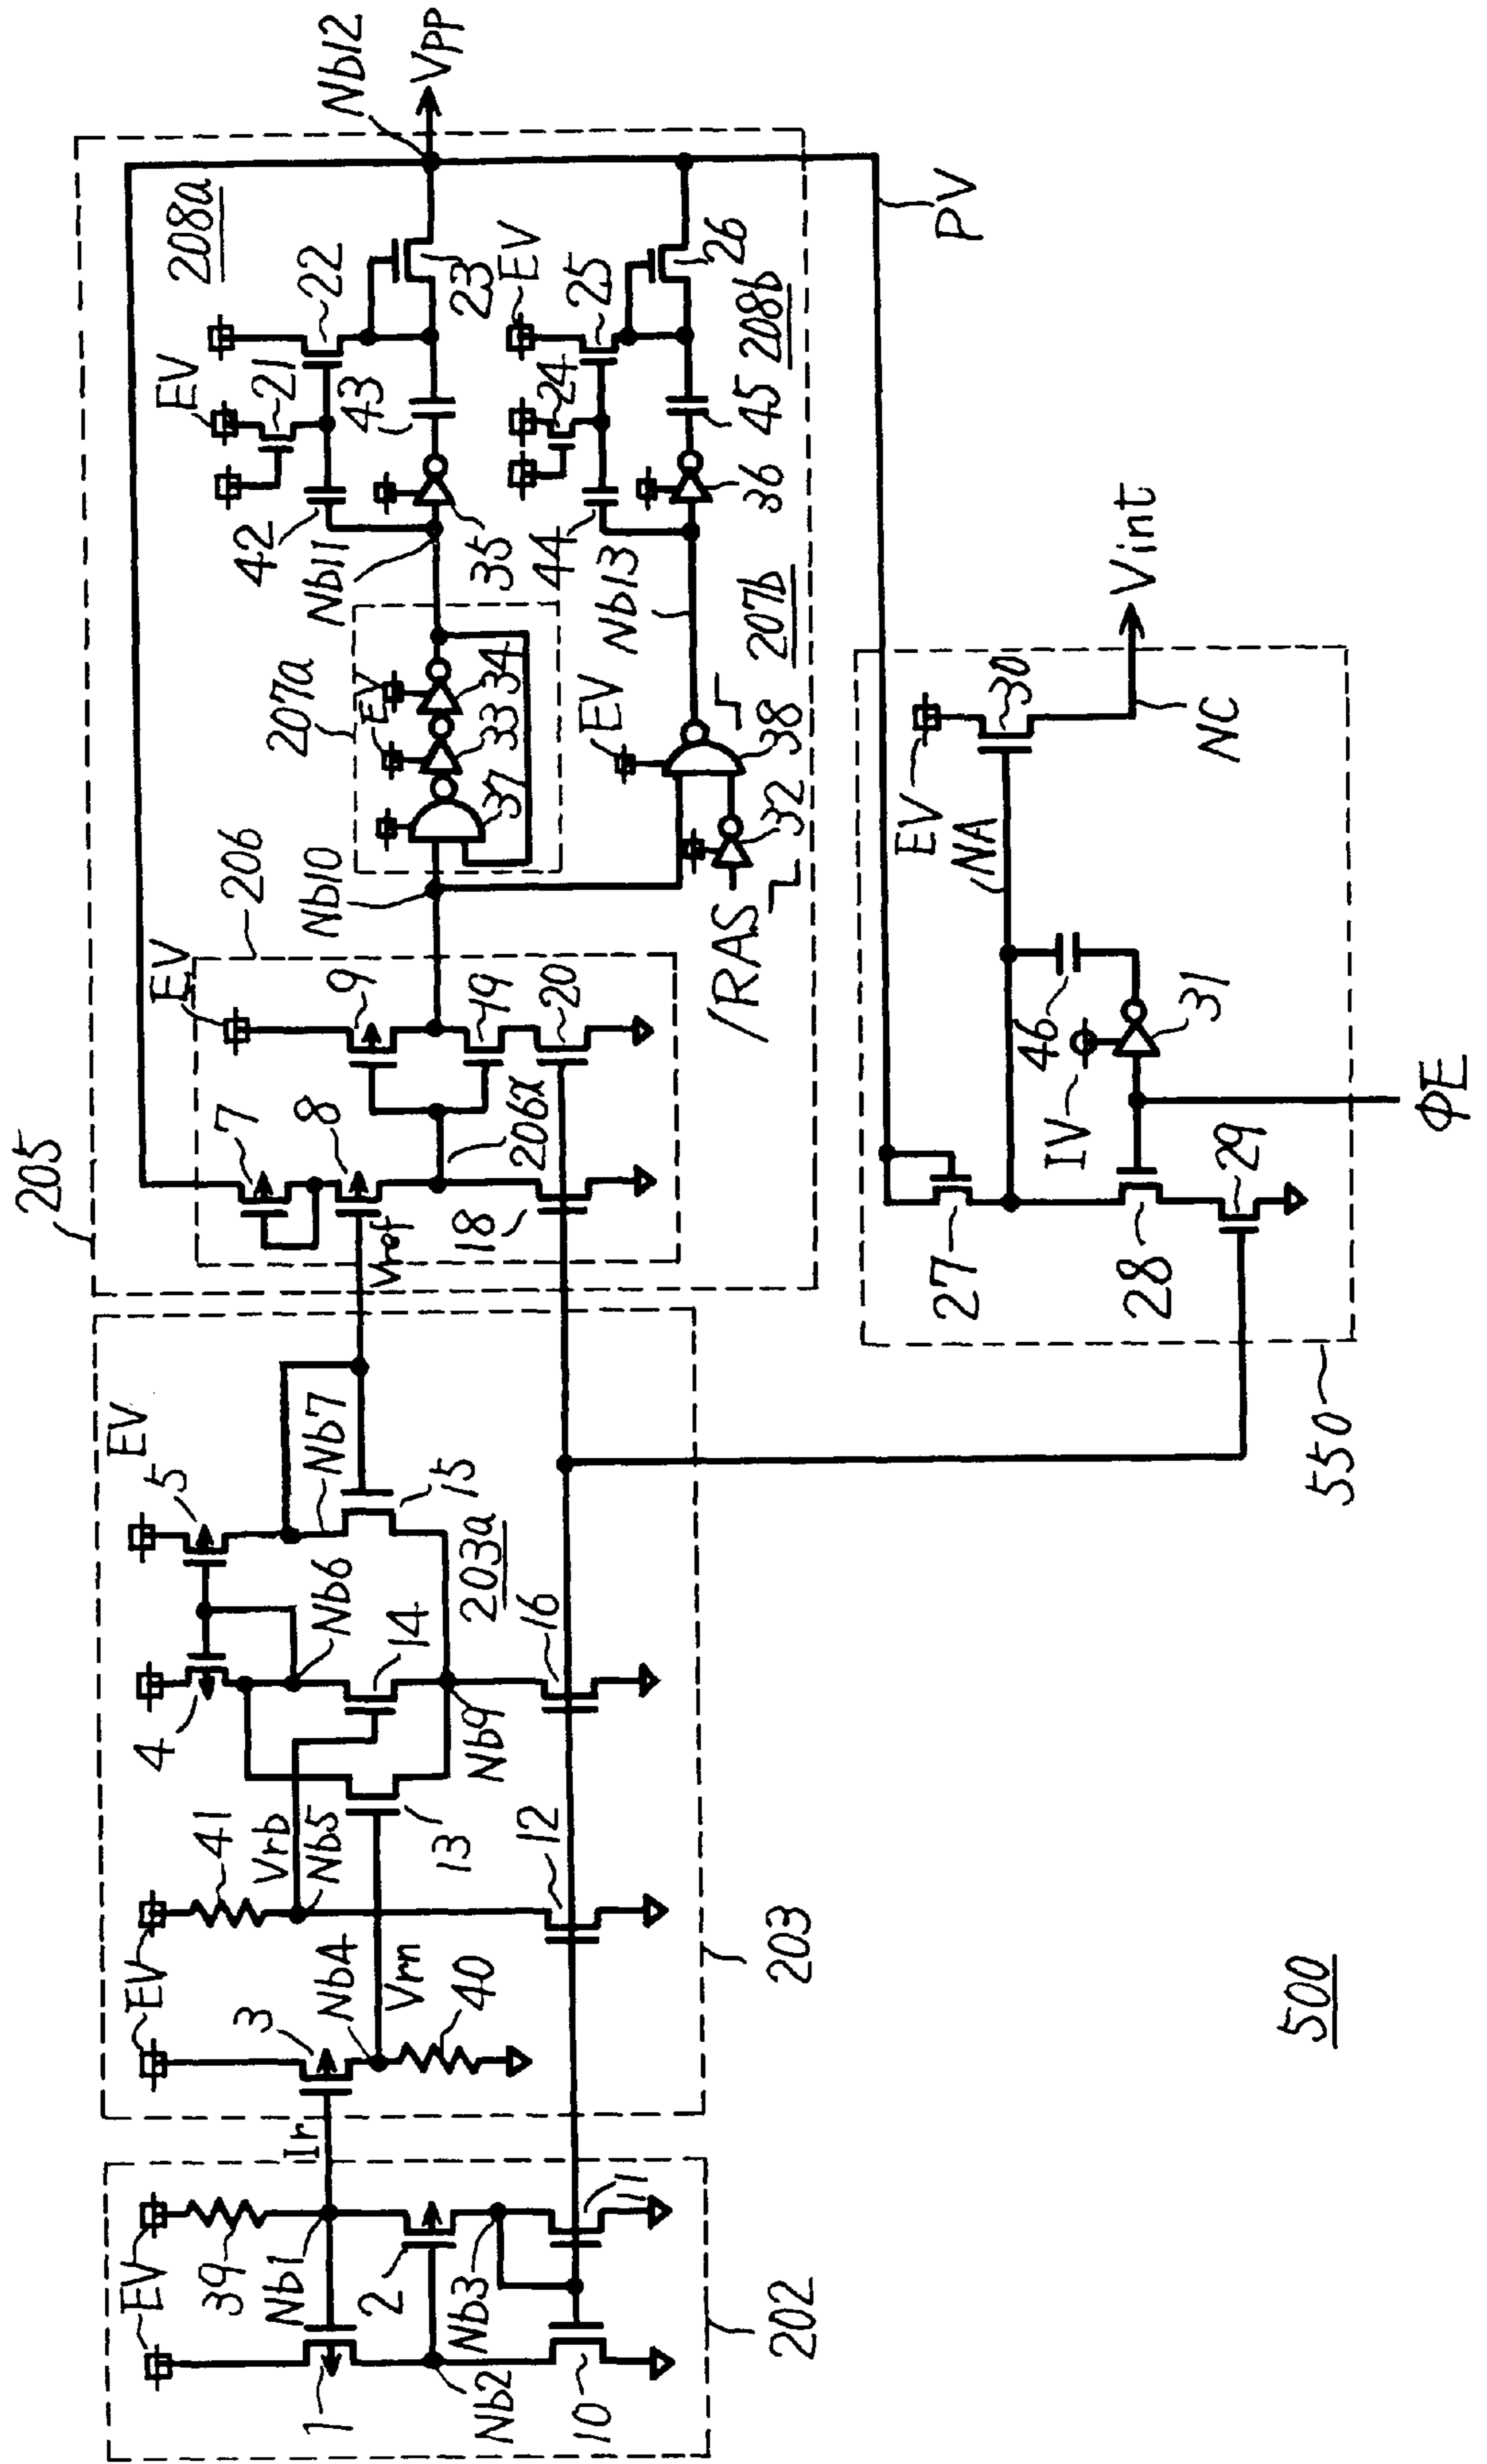 205
EV
206
EV
208a
Nb12
VPP
7
9
8
Vref
18
206X
19
20
Nb10
207a
EV
37
33
34
Nb11
42
21
22
43
35
23
EV
24
25
44
Nb13
36
45
26
208b
207b
EV
38
32
/RAS
PV
EV
5
4
Nb6
Nb7
14
15
203a
Nb9
16
41
Vrb
Nb5
13
12
EV
3
Nb4
Vrn
40
203
Ir
EV
39
Nb1
1
2
Nb3
Nb2
10
11
202
EV
NA
30
Vint
NC
46
IV
31
27
28
29
ΦE
550
500